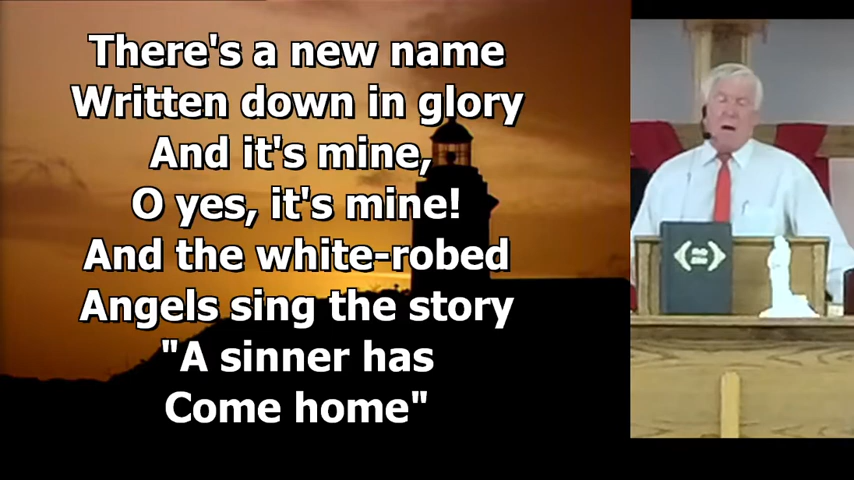 There's a new name
Written down in glory
And it's mine,
O yes, it's mine!
And the white-robed
Angels sing the story
"A sinner has
Come home"